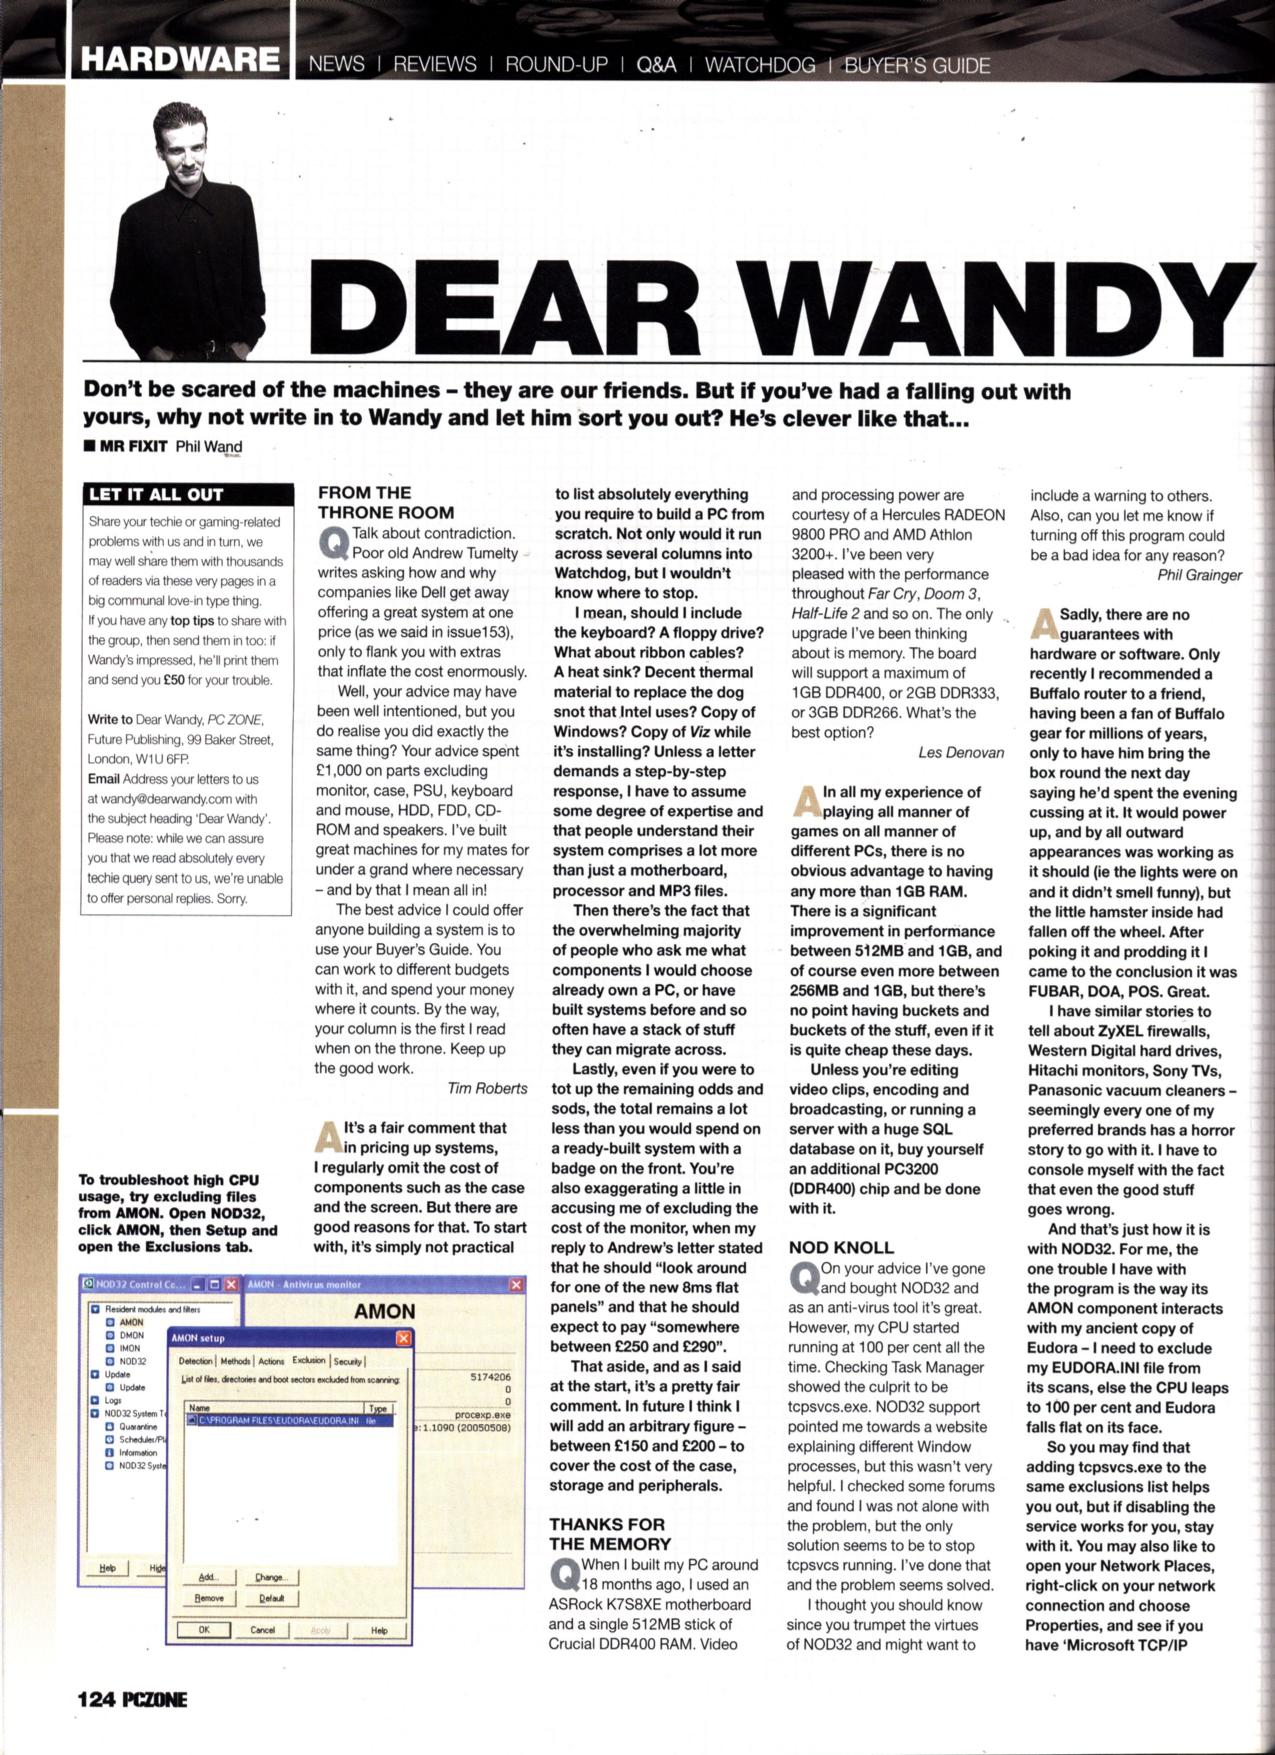 HARDWARE
NEWS | REVIEWS | ROUND-UP | Q&A | WATCHDOG | BUYER'S GUIDE
DEAR WANDY
Don't be scared of the machines – they are our friends. But if you've had a falling out with
yours, why not write in to Wandy and let him sort you out? He's clever like that...
■ MR FIXIT Phil Wand
LET IT ALL OUT
Share your techie or gaming-related
problems with us and in turn, we
may well share them with thousands
of readers via these very pages in a
big communal love-in type thing.
If you have any top tips to share with
the group, then send them in too: if
Wandy's impressed, he'll print them
and send you £50 for your trouble.
Write to Dear Wandy, PC ZONE,
Future Publishing, 99 Baker Street,
London, W1U 6FP.
Email Address your letters to us
at wandy@dearwandy.com with
the subject heading 'Dear Wandy'.
Please note: while we can assure
you that we read absolutely every
techie query sent to us, we're unable
to offer personal replies. Sorry.
To troubleshoot high CPU
usage, try excluding files
from AMON. Open NOD32,
click AMON, then Setup and
open the Exclusions tab.
FROM THE
THRONE ROOM
Q Talk about contradiction.
Poor old Andrew Tumelty
writes asking how and why
companies like Dell get away
offering a great system at one
price (as we said in issue153),
only to flank you with extras
that inflate the cost enormously.
Well, your advice may have
been well intentioned, but you
do realise you did exactly the
same thing? Your advice spent
£1,000 on parts excluding
monitor, case, PSU, keyboard
and mouse, HDD, FDD, CD-
ROM and speakers. I've built
great machines for my mates for
under a grand where necessary
– and by that I mean all in!
The best advice I could offer
anyone building a system is to
use your Buyer's Guide. You
can work to different budgets
with it, and spend your money
where it counts. By the way,
your column is the first I read
when on the throne. Keep up
the good work.
Tim Roberts
A It's a fair comment that
in pricing up systems,
I regularly omit the cost of
components such as the case
and the screen. But there are
good reasons for that. To start
with, it's simply not practical
to list absolutely everything
you require to build a PC from
scratch. Not only would it run
across several columns into
Watchdog, but I wouldn't
know where to stop.
I mean, should I include
the keyboard? A floppy drive?
What about ribbon cables?
A heat sink? Decent thermal
material to replace the dog
snot that Intel uses? Copy of
Windows? Copy of Viz while
it's installing? Unless a letter
demands a step-by-step
response, I have to assume
some degree of expertise and
that people understand their
system comprises a lot more
than just a motherboard,
processor and MP3 files.
Then there's the fact that
the overwhelming majority
of people who ask me what
components I would choose
already own a PC, or have
built systems before and so
often have a stack of stuff
they can migrate across.
Lastly, even if you were to
tot up the remaining odds and
sods, the total remains a lot
less than you would spend on
a ready-built system with a
badge on the front. You're
also exaggerating a little in
accusing me of excluding the
cost of the monitor, when my
reply to Andrew's letter stated
that he should "look around
for one of the new 8ms flat
panels" and that he should
expect to pay "somewhere
between £250 and £290".
That aside, and as I said
at the start, it's a pretty fair
comment. In future I think I
will add an arbitrary figure –
between £150 and £200 – to
cover the cost of the case,
storage and peripherals.
THANKS FOR
THE MEMORY
Q When I built my PC around
18 months ago, I used an
ASRock K7S8XE motherboard
and a single 512MB stick of
Crucial DDR400 RAM. Video
and processing power are
courtesy of a Hercules RADEON
9800 PRO and AMD Athlon
3200+. I've been very
pleased with the performance
throughout Far Cry, Doom 3,
Half-Life 2 and so on. The only
upgrade I've been thinking
about is memory. The board
will support a maximum of
1GB DDR400, or 2GB DDR333,
or 3GB DDR266. What's the
best option?
Les Denovan
A In all my experience of
playing all manner of
games on all manner of
different PCs, there is no
obvious advantage to having
any more than 1GB RAM.
There is a significant
improvement in performance
between 512MB and 1GB, and
of course even more between
256MB and 1GB, but there's
no point having buckets and
buckets of the stuff, even if it
is quite cheap these days.
Unless you're editing
video clips, encoding and
broadcasting, or running a
server with a huge SQL
database on it, buy yourself
an additional PC3200
(DDR400) chip and be done
with it.
NOD KNOLL
Q On your advice I've gone
and bought NOD32 and
as an anti-virus tool it's great.
However, my CPU started
running at 100 per cent all the
time. Checking Task Manager
showed the culprit to be
tcpsvcs.exe. NOD32 support
pointed me towards a website
explaining different Window
processes, but this wasn't very
helpful. I checked some forums
and found I was not alone with
the problem, but the only
solution seems to be to stop
tcpsvcs running. I've done that
and the problem seems solved.
I thought you should know
since you trumpet the virtues
of NOD32 and might want to
include a warning to others.
Also, can you let me know if
turning off this program could
be a bad idea for any reason?
Phil Grainger
A Sadly, there are no
guarantees with
hardware or software. Only
recently I recommended a
Buffalo router to a friend,
having been a fan of Buffalo
gear for millions of years,
only to have him bring the
box round the next day
saying he'd spent the evening
cussing at it. It would power
up, and by all outward
appearances was working as
it should (ie the lights were on
and it didn't smell funny), but
the little hamster inside had
fallen off the wheel. After
poking it and prodding it I
came to the conclusion it was
FUBAR, DOA, POS. Great.
I have similar stories to
tell about ZyXEL firewalls,
Western Digital hard drives,
Hitachi monitors, Sony TVs,
Panasonic vacuum cleaners –
seemingly every one of my
preferred brands has a horror
story to go with it. I have to
console myself with the fact
that even the good stuff
goes wrong.
And that's just how it is
with NOD32. For me, the
one trouble I have with
the program is the way its
AMON component interacts
with my ancient copy of
Eudora – I need to exclude
my EUDORA.INI file from
its scans, else the CPU leaps
to 100 per cent and Eudora
falls flat on its face.
So you may find that
adding tcpsvcs.exe to the
same exclusions list helps
you out, but if disabling the
service works for you, stay
with it. You may also like to
open your Network Places,
right-click on your network
connection and choose
Properties, and see if you
have 'Microsoft TCP/IP
NOD32 Control Ce...
Resident modules and filters
AMON
DMON
IMON
NOD32
Update
Update
Logs
NOD32 System T
Quarantine
Scheduler/Pl
Information
NOD32 Syste
Help
Hide
AMON - Antivirus monitor
AMON
5174206
0
0
procexp.exe
1.1090 (20050508)
AMON setup
Detection | Methods | Actions | Exclusion | Security
List of files, directories and boot sectors excluded from scanning:
Name Type
C:\PROGRAM FILES\EUDORA\EUDORA.INI file
Add... Change...
Remove Default
OK Cancel Apply Help
124 PCZONE